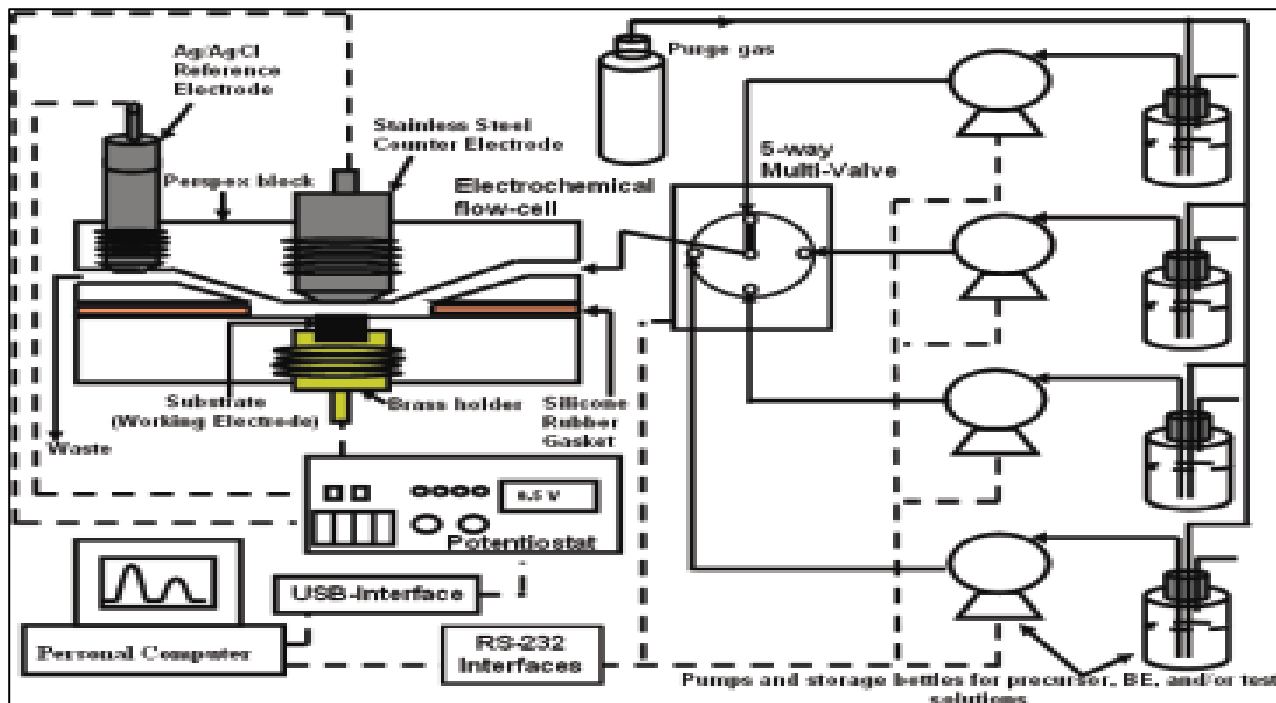 Ag/AgCl
Reference
Electrode
Purge gas
Stainless Steel
Counter Electrode
5-way
Multi-Valve
Perspex block
Electrochemical
flow-cell
Substrate
(Working Electrode)
Brass holder
Silicone
Rubber
Gasket
Waste
0.5 V
Potentiostat
USB-Interface
Personal Computer
RS-232
Interfaces
Pumps and storage bottles for precursor, BE, and/or test
solutions